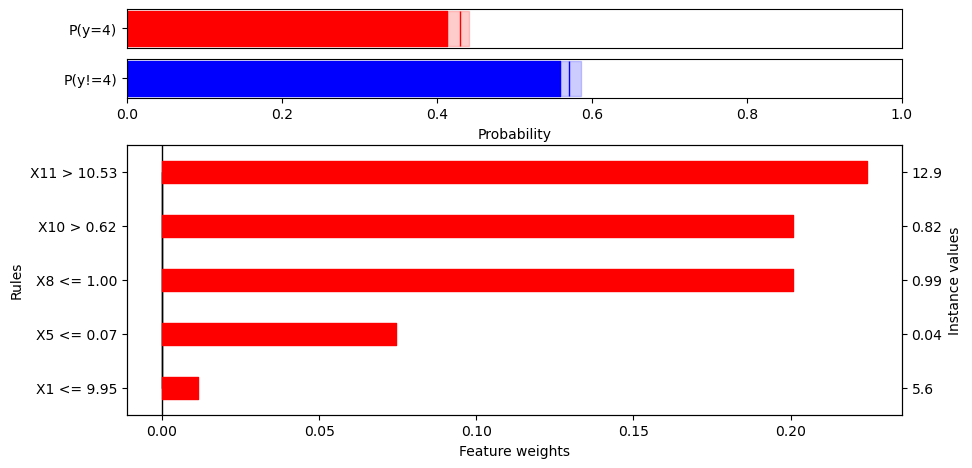 P(y=4)
P(y!=4)
0.0 0.2 0.4 0.6 0.8 1.0
Probability
Rules
X11 > 10.53 12.9
X10 > 0.62 0.82
X8 <= 1.00 0.99
X5 <= 0.07 0.04
X1 <= 9.95 5.6
Instance values
0.00 0.05 0.10 0.15 0.20
Feature weights